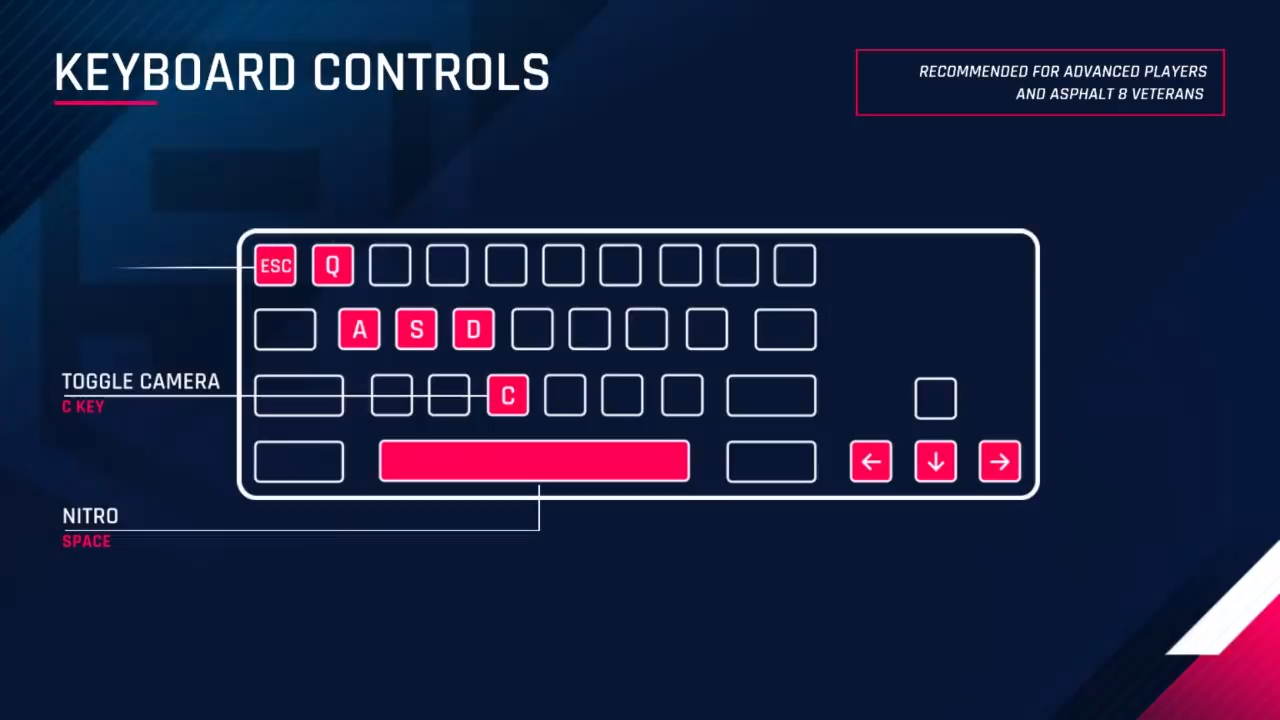 KEYBOARD CONTROLS
RECOMMENDED FOR ADVANCED PLAYERS
AND ASPHALT 8 VETERANS
ESC Q
A S D
TOGGLE CAMERA
C KEY
C
← ↓ →
NITRO
SPACE